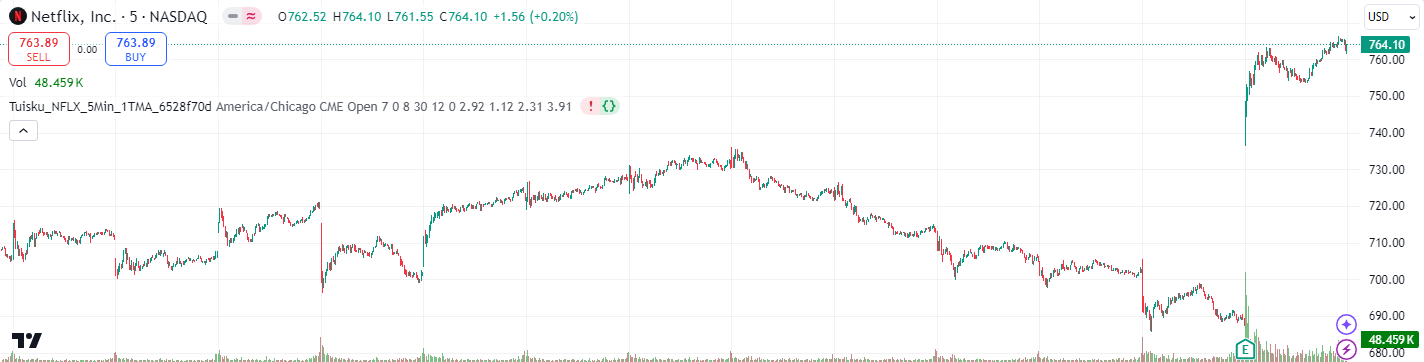 Netflix, Inc. · 5 · NASDAQ O762.52 H764.10 L761.55 C764.10 +1.56 (+0.20%)
USD
763.89 SELL
0.00
763.89 BUY
764.10
760.00
Vol 48.459 K
Tuisku_NFLX_5Min_1TMA_6528f70d America/Chicago CME Open 7 0 8 30 12 0 2.92 1.12 2.31 3.91
750.00
740.00
730.00
720.00
710.00
700.00
690.00
48.459 K
680.00
E